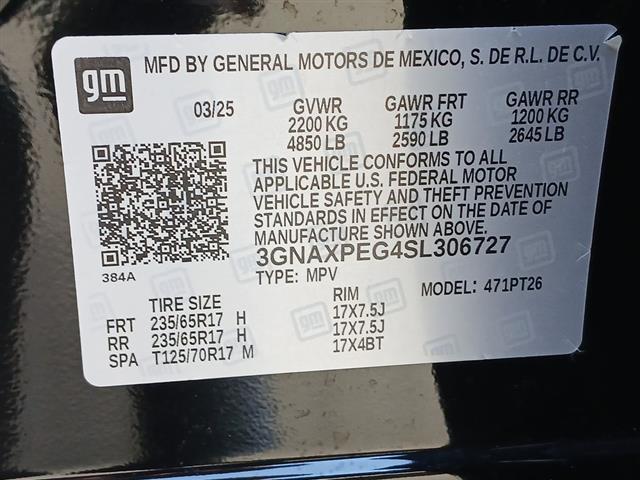 gm MFD BY GENERAL MOTORS DE MEXICO, S. DE R.L. DE C.V.
03/25 GVWR GAWR FRT GAWR RR
2200 KG 1175 KG 1200 KG
4850 LB 2590 LB 2645 LB
THIS VEHICLE CONFORMS TO ALL
APPLICABLE U.S. FEDERAL MOTOR
VEHICLE SAFETY AND THEFT PREVENTION
STANDARDS IN EFFECT ON THE DATE OF
MANUFACTURE SHOWN ABOVE.
3GNAXPEG4SL306727
384A TYPE: MPV MODEL: 471PT26
TIRE SIZE RIM
FRT 235/65R17 H 17X7.5J
RR 235/65R17 H 17X7.5J
SPA T125/70R17 M 17X4BT